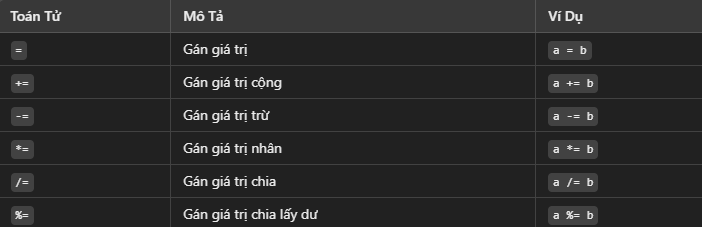 Toán Tử Mô Tả Ví Dụ
= Gán giá trị a = b
+= Gán giá trị cộng a += b
-= Gán giá trị trừ a -= b
*= Gán giá trị nhân a *= b
/= Gán giá trị chia a /= b
%= Gán giá trị chia lấy dư a %= b